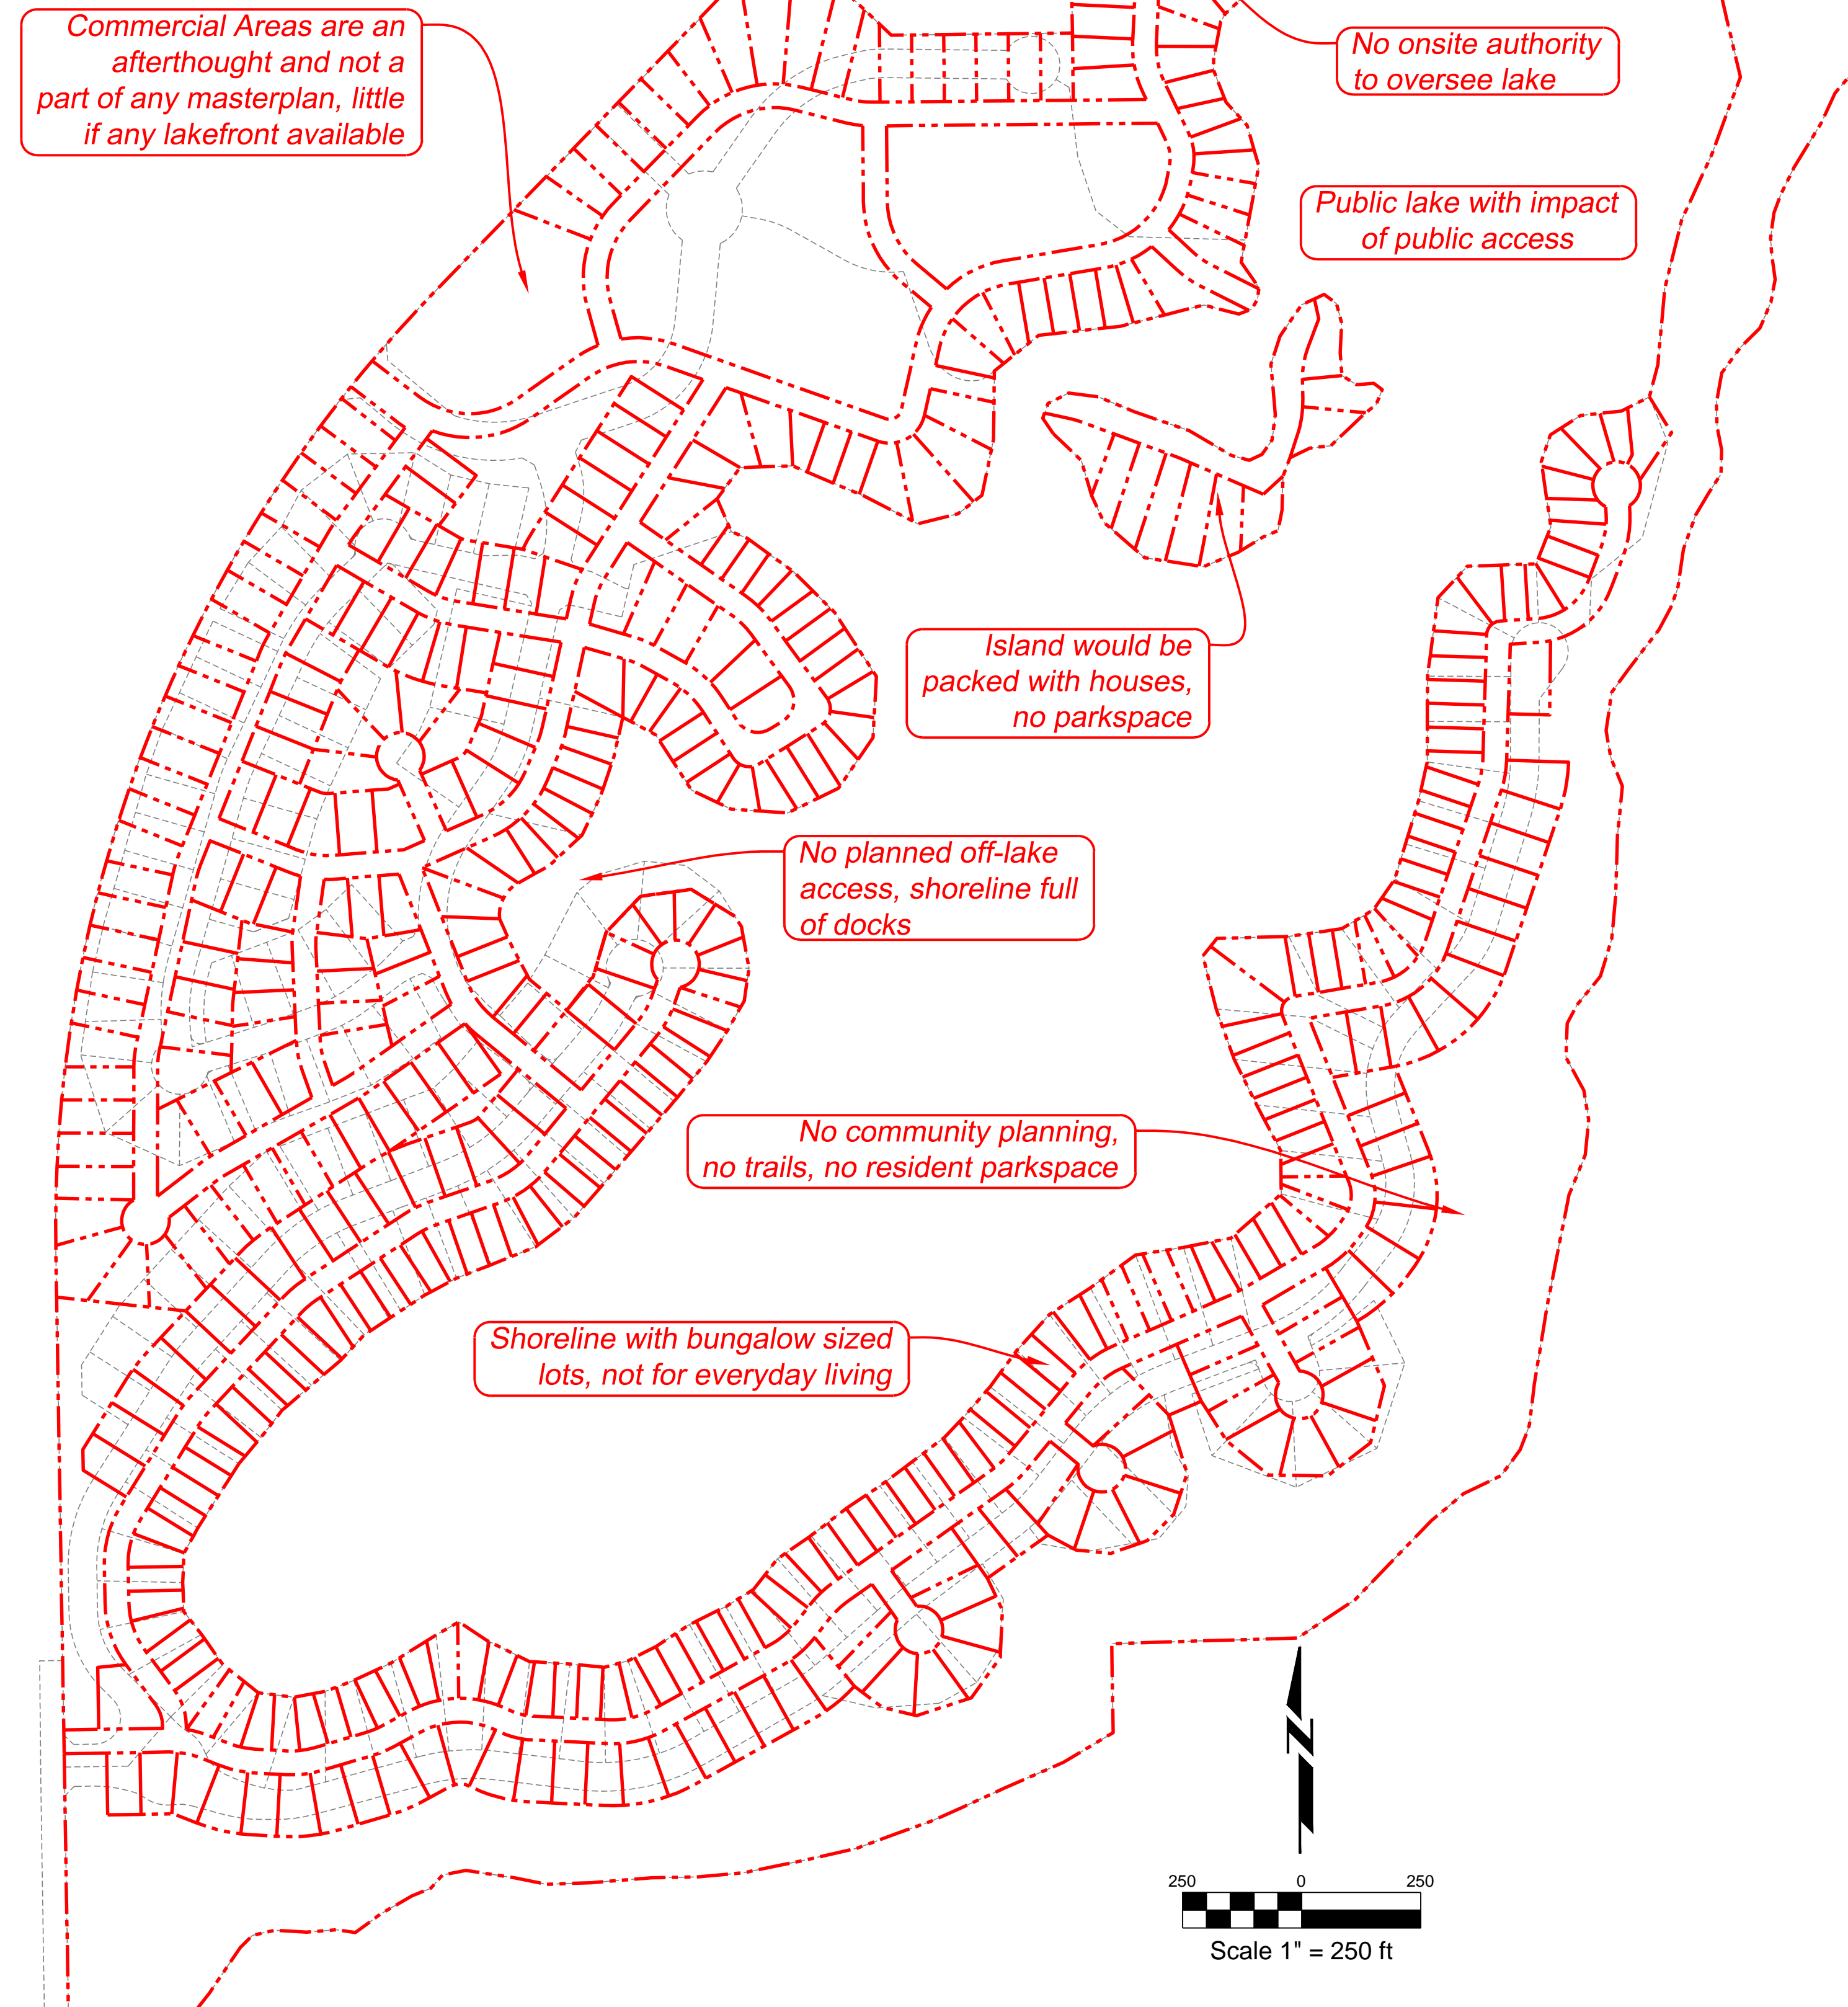 Commercial Areas are an
afterthought and not a
part of any masterplan, little
if any lakefront available
No onsite authority
to oversee lake
Public lake with impact
of public access
Island would be
packed with houses,
no parkspace
No planned off-lake
access, shoreline full
of docks
No community planning,
no trails, no resident parkspace
Shoreline with bungalow sized
lots, not for everyday living
N
250 0 250
Scale 1" = 250 ft